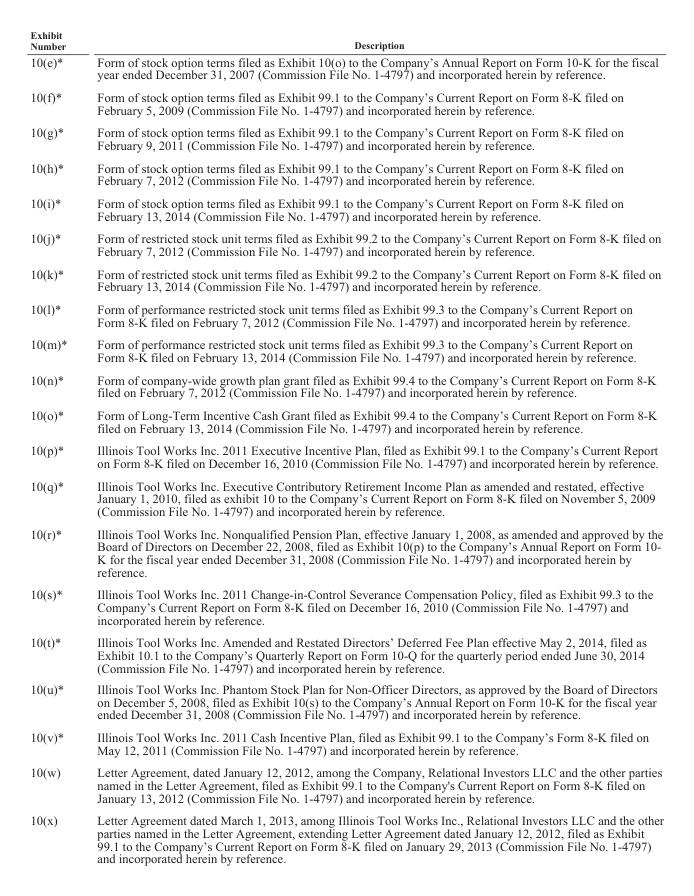 Exhibit
Number Description
10(e)* Form of stock option terms filed as Exhibit 10(o) to the Company's Annual Report on Form 10-K for the fiscal
year ended December 31, 2007 (Commission File No. 1-4797) and incorporated herein by reference.
10(f)* Form of stock option terms filed as Exhibit 99.1 to the Company's Current Report on Form 8-K filed on
February 5, 2009 (Commission File No. 1-4797) and incorporated herein by reference.
10(g)* Form of stock option terms filed as Exhibit 99.1 to the Company's Current Report on Form 8-K filed on
February 9, 2011 (Commission File No. 1-4797) and incorporated herein by reference.
10(h)* Form of stock option terms filed as Exhibit 99.1 to the Company's Current Report on Form 8-K filed on
February 7, 2012 (Commission File No. 1-4797) and incorporated herein by reference.
10(i)* Form of stock option terms filed as Exhibit 99.1 to the Company's Current Report on Form 8-K filed on
February 13, 2014 (Commission File No. 1-4797) and incorporated herein by reference.
10(j)* Form of restricted stock unit terms filed as Exhibit 99.2 to the Company's Current Report on Form 8-K filed on
February 7, 2012 (Commission File No. 1-4797) and incorporated herein by reference.
10(k)* Form of restricted stock unit terms filed as Exhibit 99.2 to the Company's Current Report on Form 8-K filed on
February 13, 2014 (Commission File No. 1-4797) and incorporated herein by reference.
10(l)* Form of performance restricted stock unit terms filed as Exhibit 99.3 to the Company's Current Report on
Form 8-K filed on February 7, 2012 (Commission File No. 1-4797) and incorporated herein by reference.
10(m)* Form of performance restricted stock unit terms filed as Exhibit 99.3 to the Company's Current Report on
Form 8-K filed on February 13, 2014 (Commission File No. 1-4797) and incorporated herein by reference.
10(n)* Form of company-wide growth plan grant filed as Exhibit 99.4 to the Company's Current Report on Form 8-K
filed on February 7, 2012 (Commission File No. 1-4797) and incorporated herein by reference.
10(o)* Form of Long-Term Incentive Cash Grant filed as Exhibit 99.4 to the Company's Current Report on Form 8-K
filed on February 13, 2014 (Commission File No. 1-4797) and incorporated herein by reference.
10(p)* Illinois Tool Works Inc. 2011 Executive Incentive Plan, filed as Exhibit 99.1 to the Company's Current Report
on Form 8-K filed on December 16, 2010 (Commission File No. 1-4797) and incorporated herein by reference.
10(q)* Illinois Tool Works Inc. Executive Contributory Retirement Income Plan as amended and restated, effective
January 1, 2010, filed as exhibit 10 to the Company's Current Report on Form 8-K filed on November 5, 2009
(Commission File No. 1-4797) and incorporated herein by reference.
10(r)* Illinois Tool Works Inc. Nonqualified Pension Plan, effective January 1, 2008, as amended and approved by the
Board of Directors on December 22, 2008, filed as Exhibit 10(p) to the Company's Annual Report on Form 10-
K for the fiscal year ended December 31, 2008 (Commission File No. 1-4797) and incorporated herein by
reference.
10(s)* Illinois Tool Works Inc. 2011 Change-in-Control Severance Compensation Policy, filed as Exhibit 99.3 to the
Company's Current Report on Form 8-K filed on December 16, 2010 (Commission File No. 1-4797) and
incorporated herein by reference.
10(t)* Illinois Tool Works Inc. Amended and Restated Directors' Deferred Fee Plan effective May 2, 2014, filed as
Exhibit 10.1 to the Company's Quarterly Report on Form 10-Q for the quarterly period ended June 30, 2014
(Commission File No. 1-4797) and incorporated herein by reference.
10(u)* Illinois Tool Works Inc. Phantom Stock Plan for Non-Officer Directors, as approved by the Board of Directors
on December 5, 2008, filed as Exhibit 10(s) to the Company's Annual Report on Form 10-K for the fiscal year
ended December 31, 2008 (Commission File No. 1-4797) and incorporated herein by reference.
10(v)* Illinois Tool Works Inc. 2011 Cash Incentive Plan, filed as Exhibit 99.1 to the Company's Form 8-K filed on
May 12, 2011 (Commission File No. 1-4797) and incorporated herein by reference.
10(w) Letter Agreement, dated January 12, 2012, among the Company, Relational Investors LLC and the other parties
named in the Letter Agreement, filed as Exhibit 99.1 to the Company's Current Report on Form 8-K filed on
January 13, 2012 (Commission File No. 1-4797) and incorporated herein by reference.
10(x) Letter Agreement dated March 1, 2013, among Illinois Tool Works Inc., Relational Investors LLC and the other
parties named in the Letter Agreement, extending Letter Agreement dated January 12, 2012, filed as Exhibit
99.1 to the Company's Current Report on Form 8-K filed on January 29, 2013 (Commission File No. 1-4797)
and incorporated herein by reference.